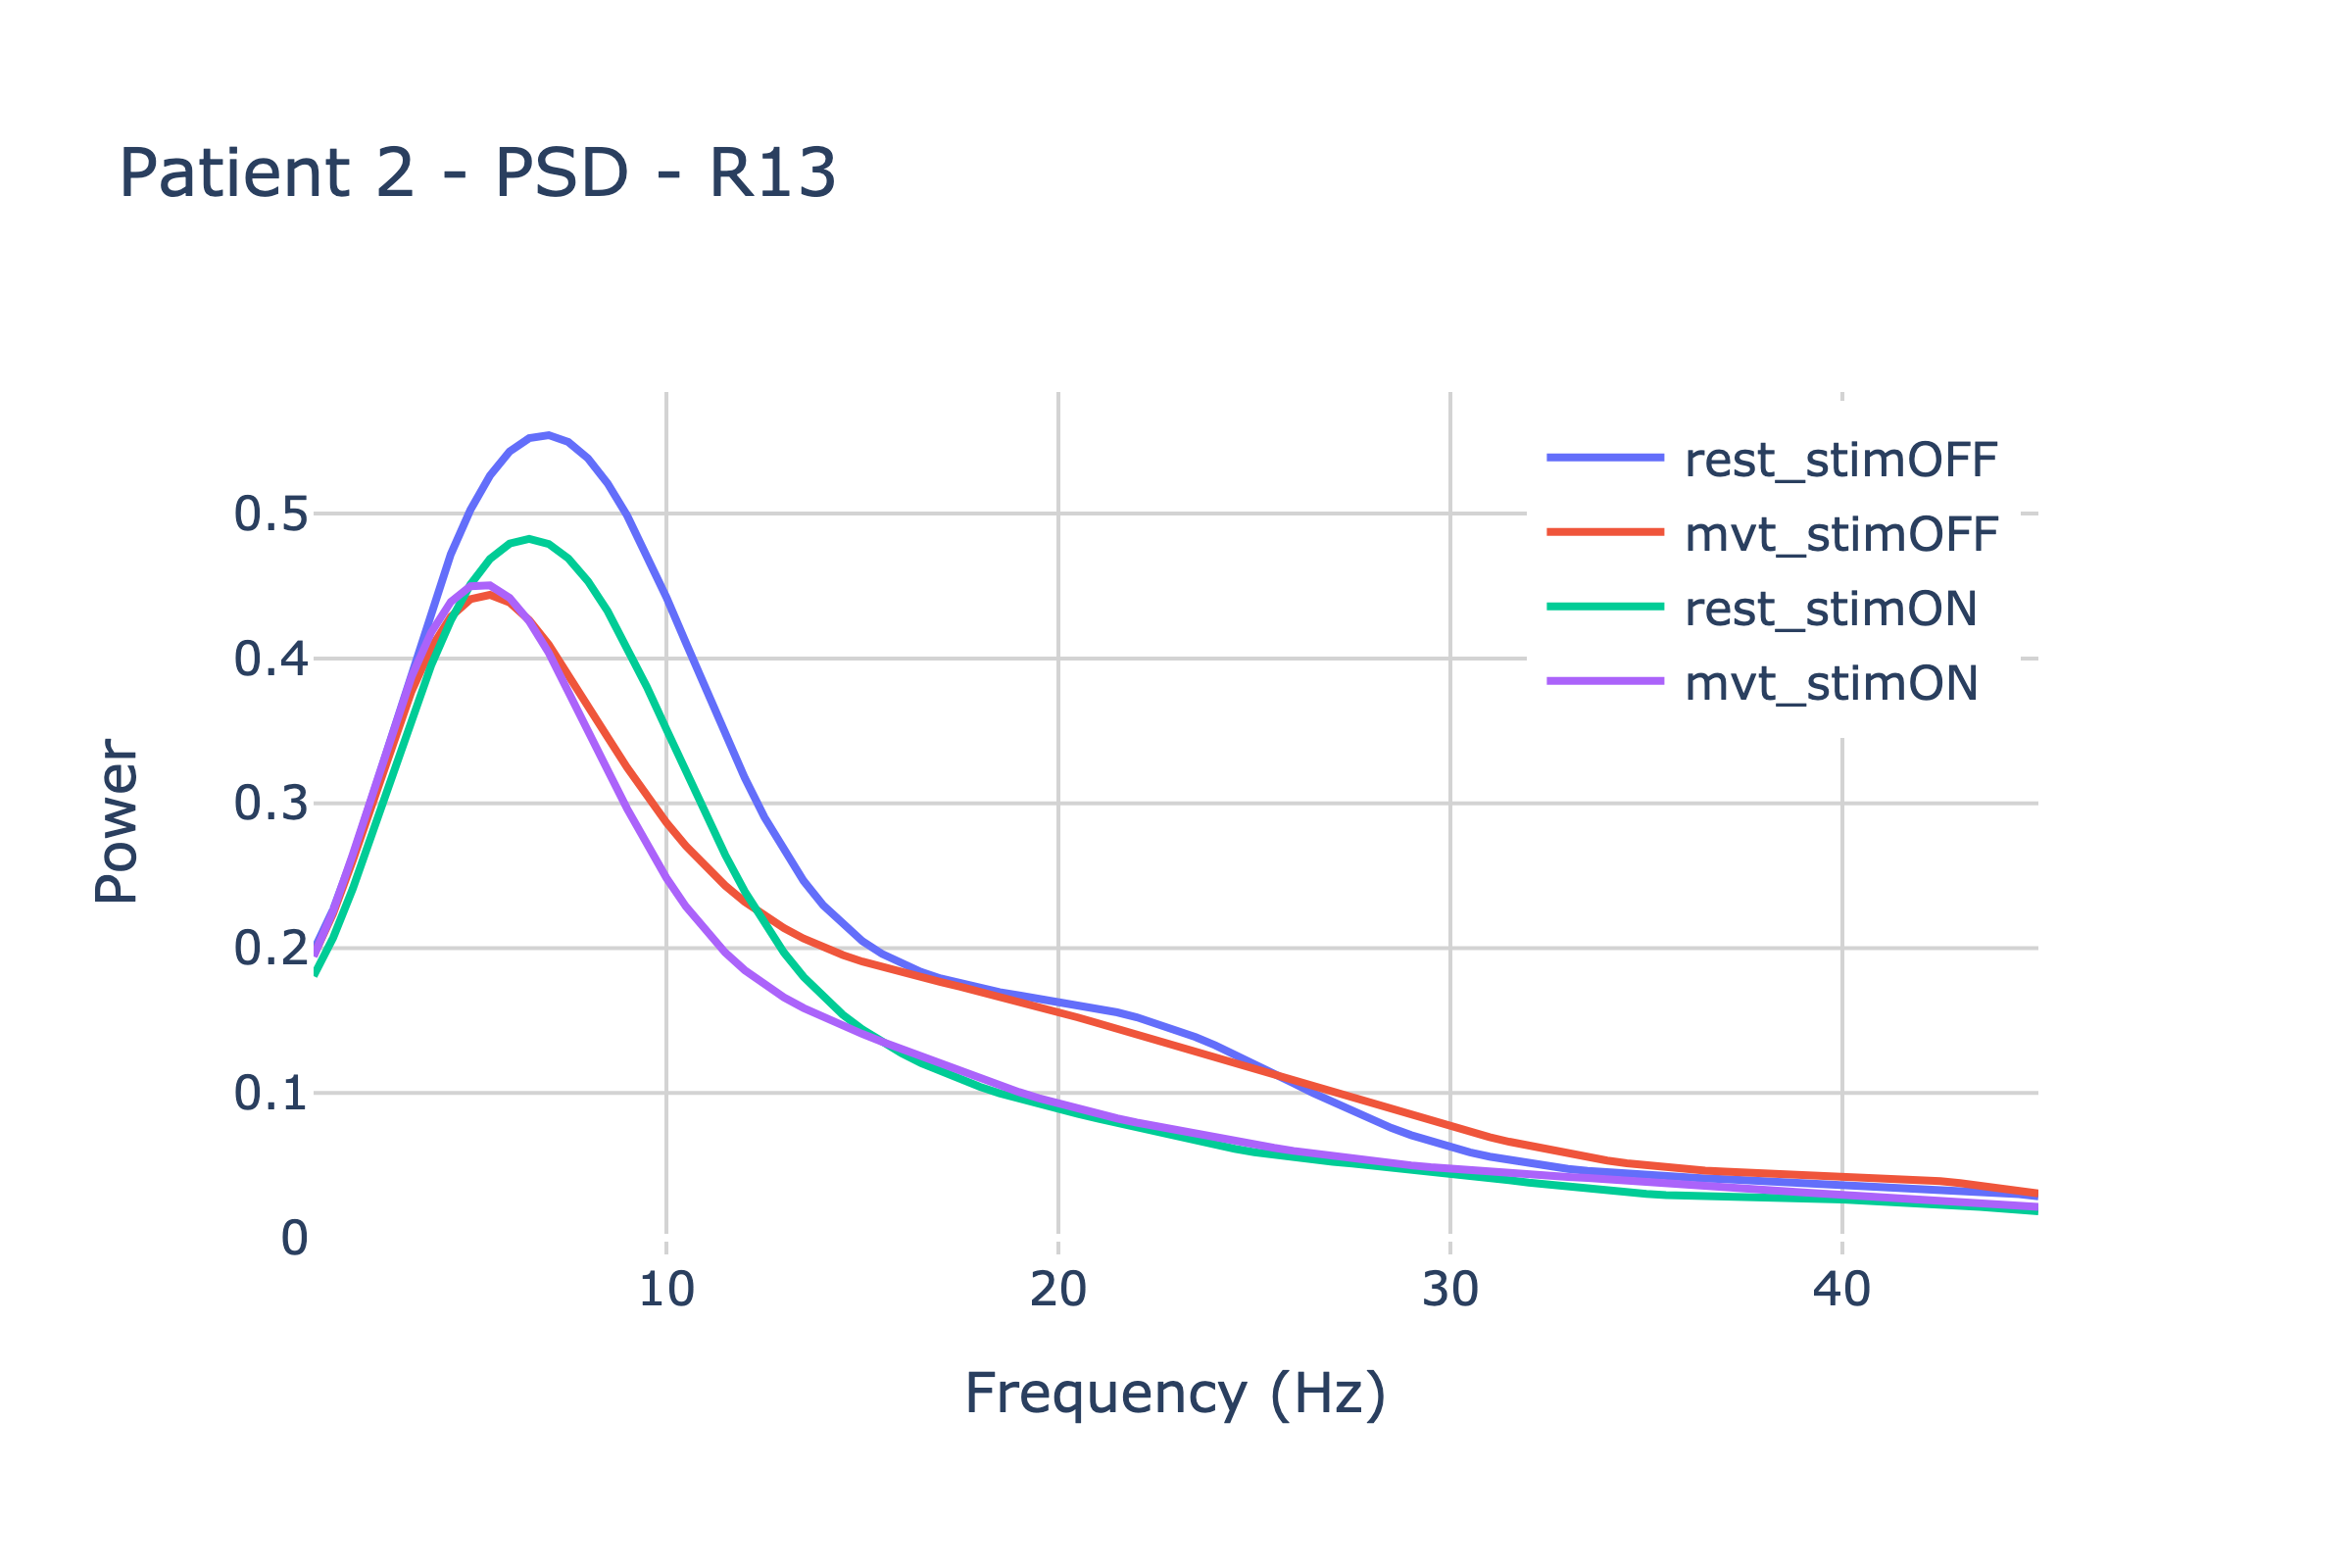 Patient 2 - PSD - R13
rest_stimOFF
mvt_stimOFF
rest_stimON
mvt_stimON
Power
0.5
0.4
0.3
0.2
0.1
0
10 20 30 40
Frequency (Hz)